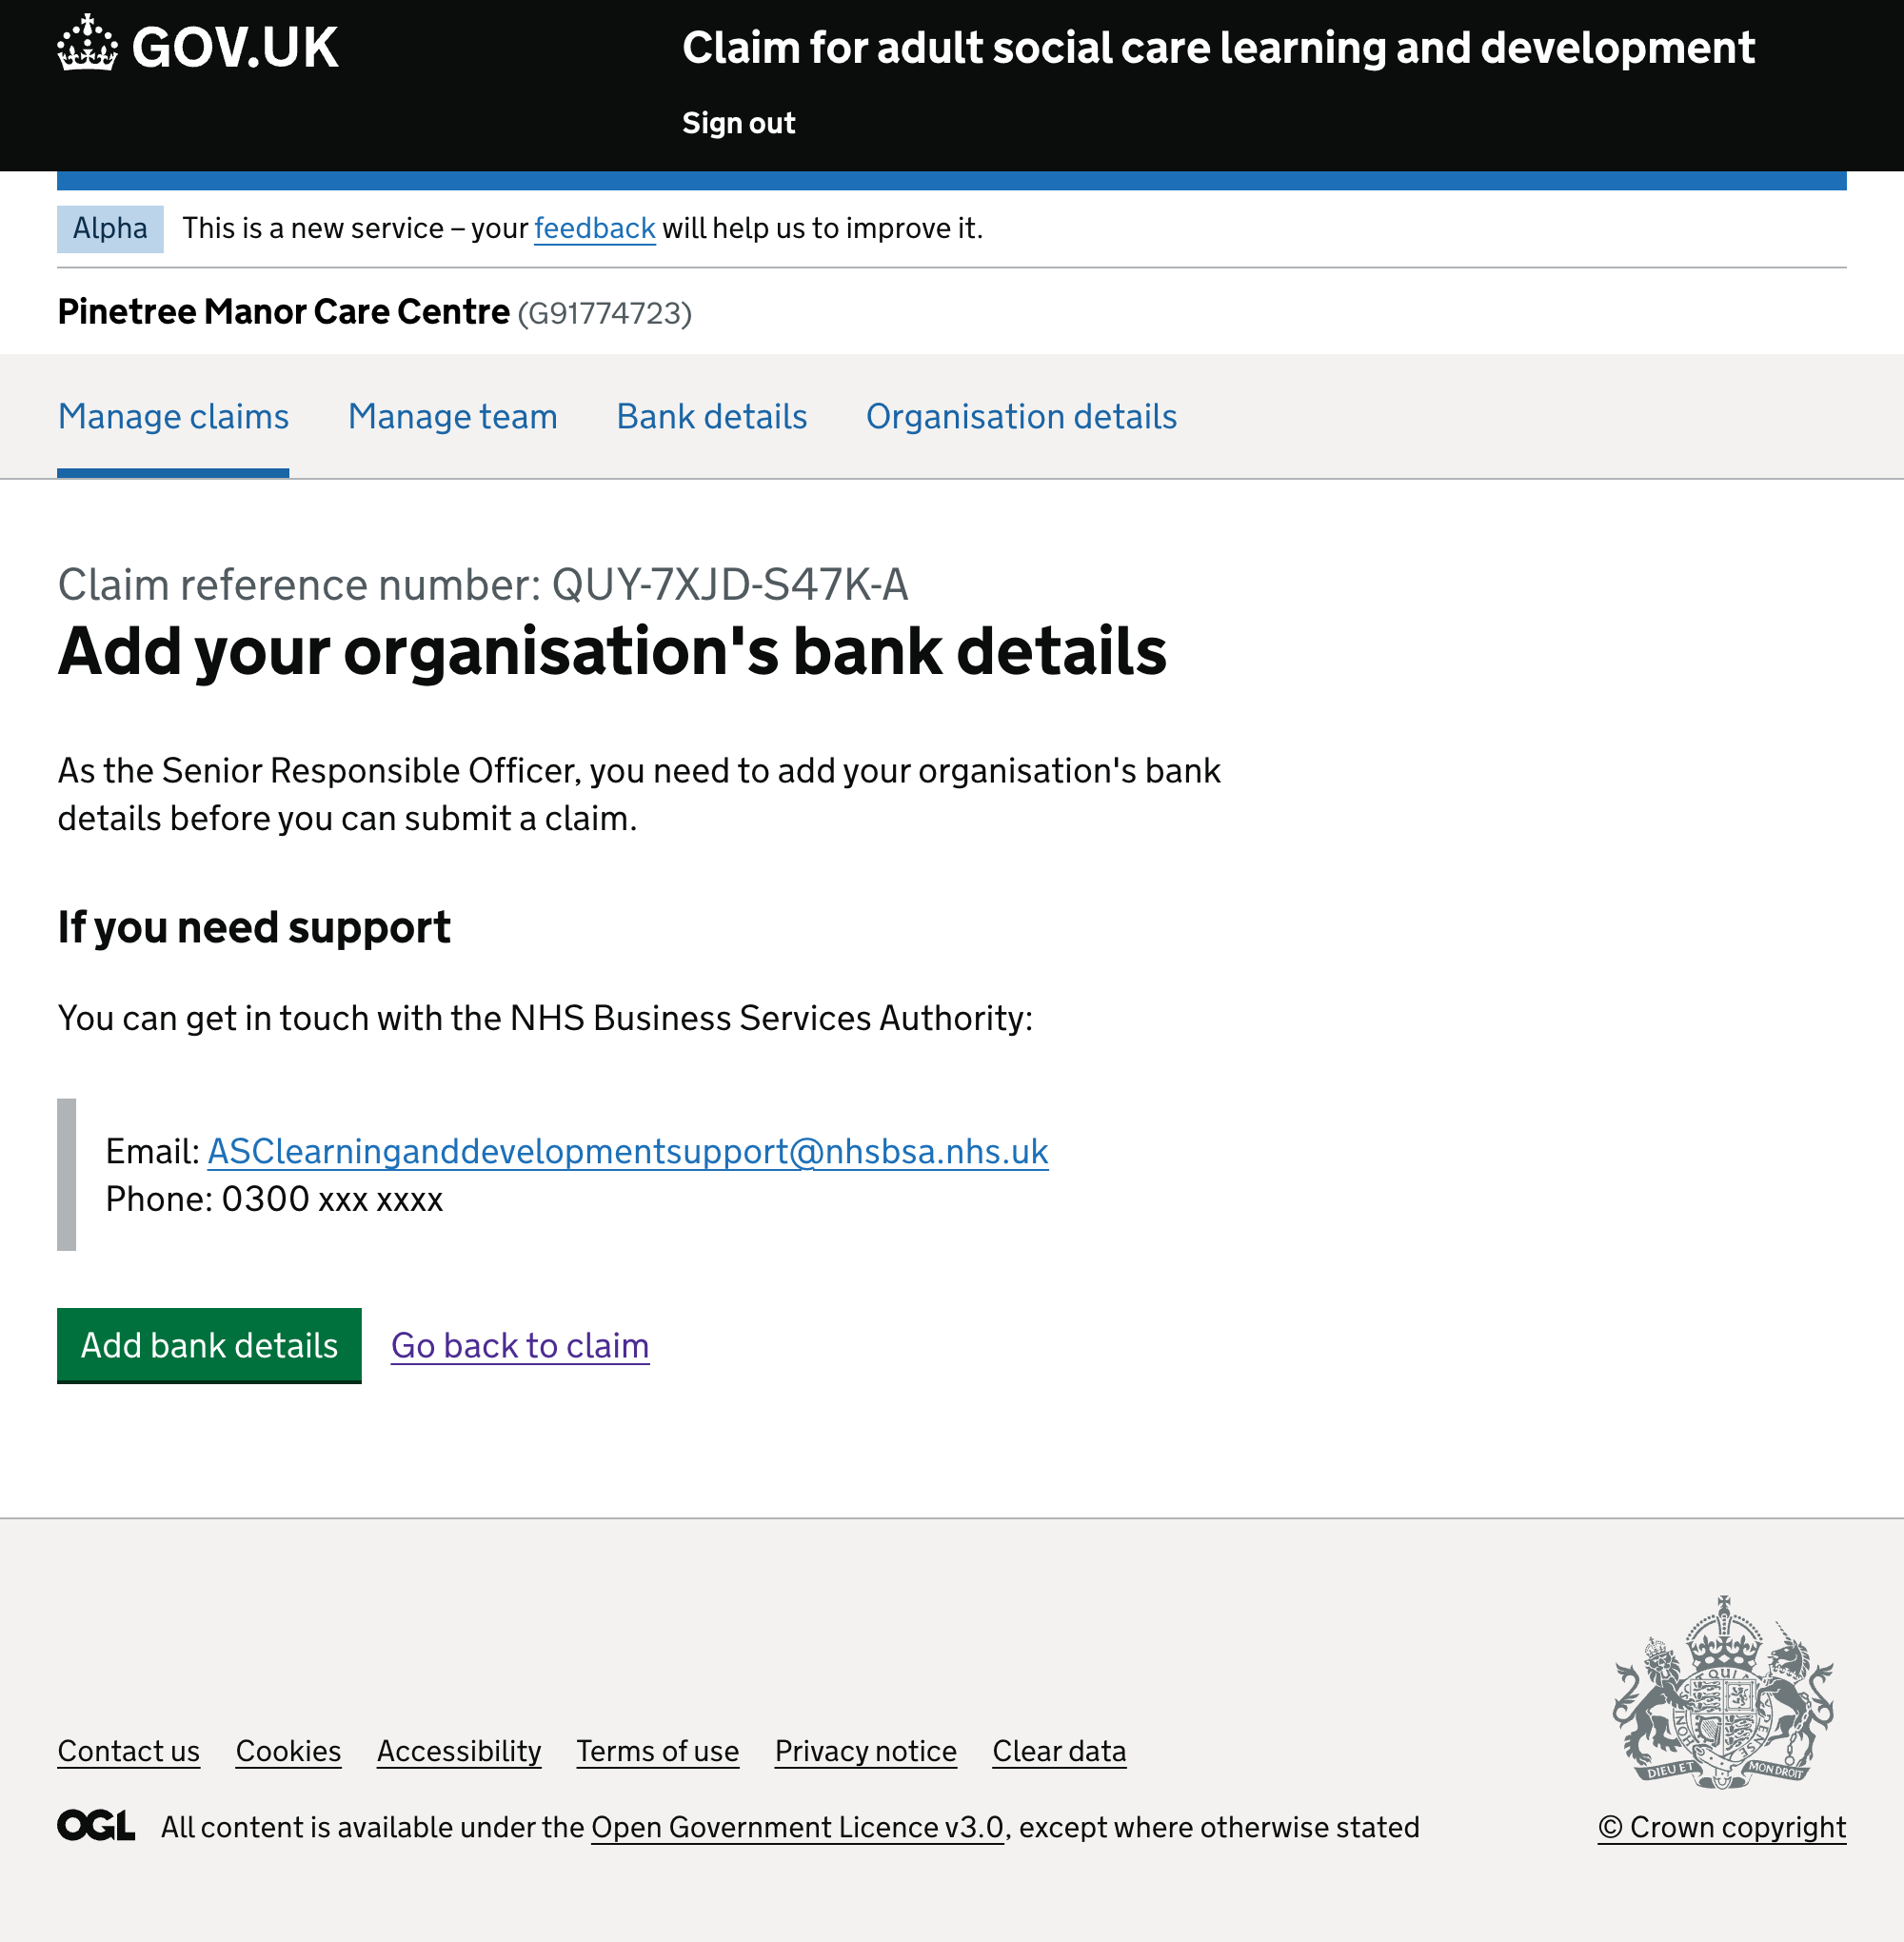 GOV.UK
Claim for adult social care learning and development
Sign out
Alpha This is a new service – your feedback will help us to improve it.
Pinetree Manor Care Centre (G91774723)
Manage claims Manage team Bank details Organisation details
Claim reference number: QUY-7XJD-S47K-A
Add your organisation's bank details
As the Senior Responsible Officer, you need to add your organisation's bank
details before you can submit a claim.
If you need support
You can get in touch with the NHS Business Services Authority:
Email: ASClearninganddevelopmentsupport@nhsbsa.nhs.uk
Phone: 0300 xxx xxxx
Add bank details Go back to claim
DIEU ET MON DROIT
Contact us Cookies Accessibility Terms of use Privacy notice Clear data
OGL All content is available under the Open Government Licence v3.0, except where otherwise stated
© Crown copyright